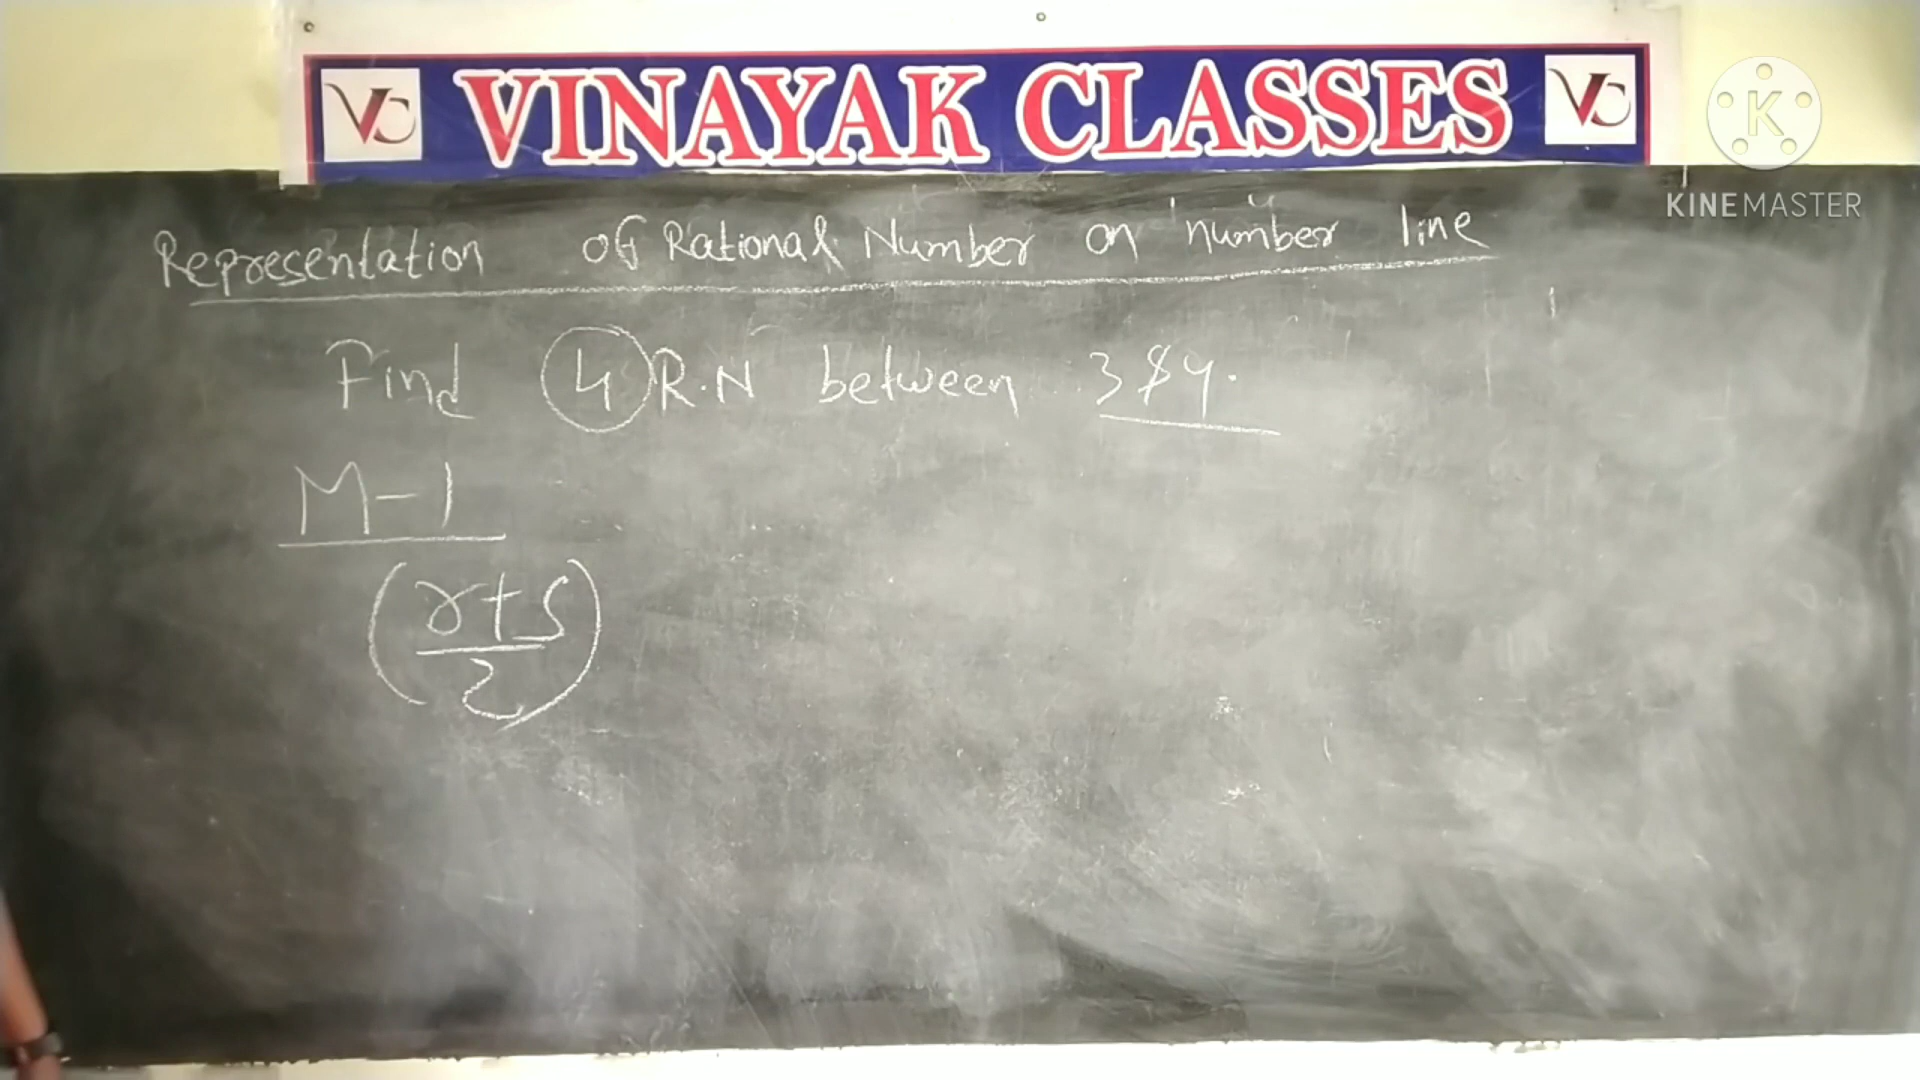 VC VINAYAK CLASSES VC
K
KINEMASTER
Representation of Rational Number on number line
Find 4 R.N between 3 & 4.
M-1
(r+s/2)